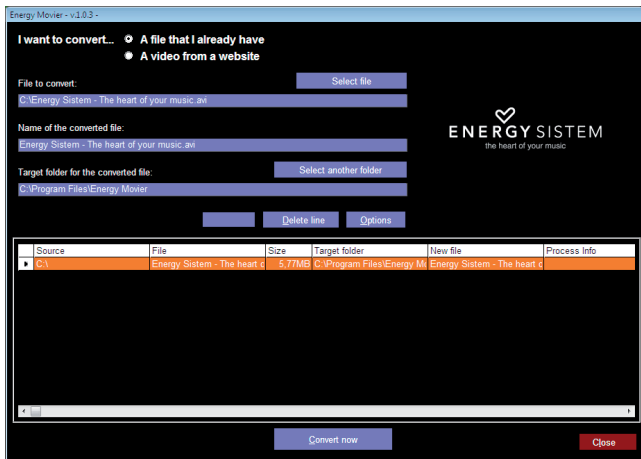 Energy Movier - v.1.0.3 -
I want to convert... A file that I already have
A video from a website
File to convert:
Select file
C:\Energy Sistem - The heart of your music.avi
Name of the converted file:
Energy Sistem - The heart of your music.avi
ENERGY SISTEM
the heart of your music
Target folder for the converted file:
Select another folder
C:\Program Files\Energy Movier
Delete line Options
Source File Size Target folder New file Process Info
C:\ Energy Sistem - The heart c 5,77MB C:\Program Files\Energy Mo Energy Sistem - The heart c
Convert now
Close